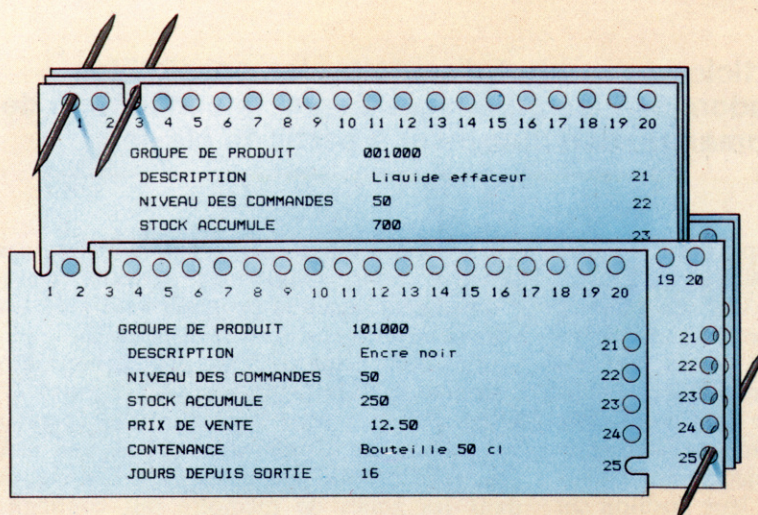 1 2 3 4 5 6 7 8 9 10 11 12 13 14 15 16 17 18 19 20
GROUPE DE PRODUIT 001000
DESCRIPTION Liquide effaceur 21
NIVEAU DES COMMANDES 50 22
STOCK ACCUMULE 700 23
19 20
1 2 3 4 5 6 7 8 9 10 11 12 13 14 15 16 17 18 19 20
GROUPE DE PRODUIT 101000
DESCRIPTION Encre noir 21 21
NIVEAU DES COMMANDES 50 22 22
STOCK ACCUMULE 250 23 23
PRIX DE VENTE 12.50 24 24
CONTENANCE Bouteille 50 cl
JOURS DEPUIS SORTIE 16 25 25